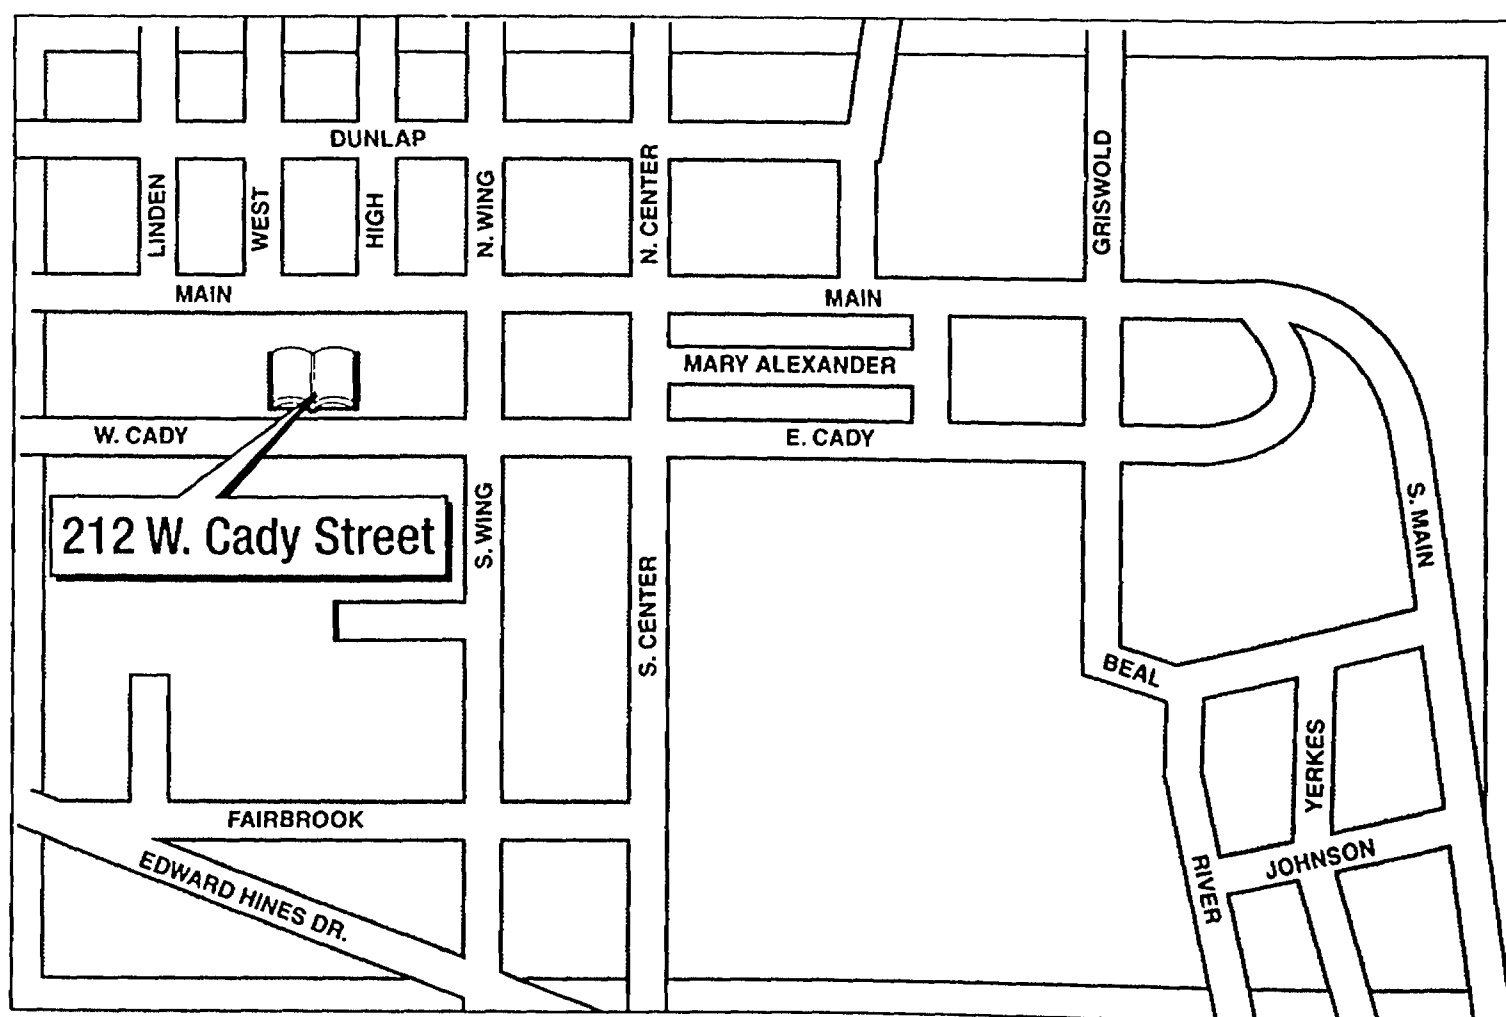 DUNLAP
LINDEN
WEST
HIGH
N. WING
N. CENTER
GRISWOLD
MAIN
MAIN
MARY ALEXANDER
W. CADY
E. CADY
212 W. Cady Street
S. WING
S. CENTER
S. MAIN
BEAL
YERKES
FAIRBROOK
JOHNSON
RIVER
EDWARD HINES DR.